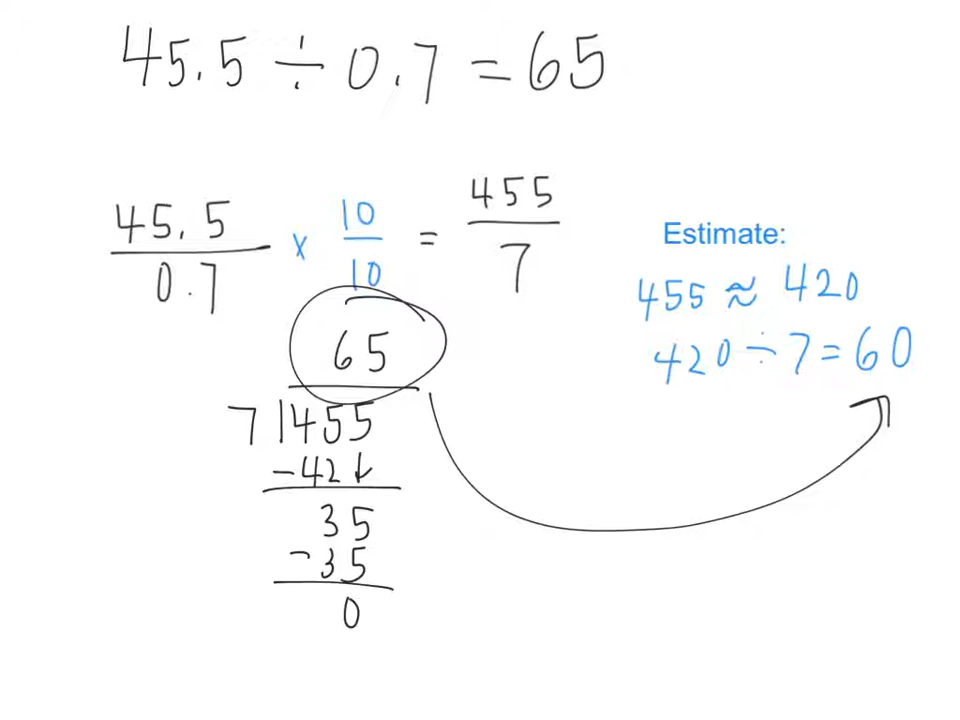 45.5 ÷ 0.7 = 65
45.5 / 0.7 × 10 / 10 = 455 / 7
Estimate:
455 ≈ 420
420 ÷ 7 = 60
65
7 | 455
-42↓
35
-35
0